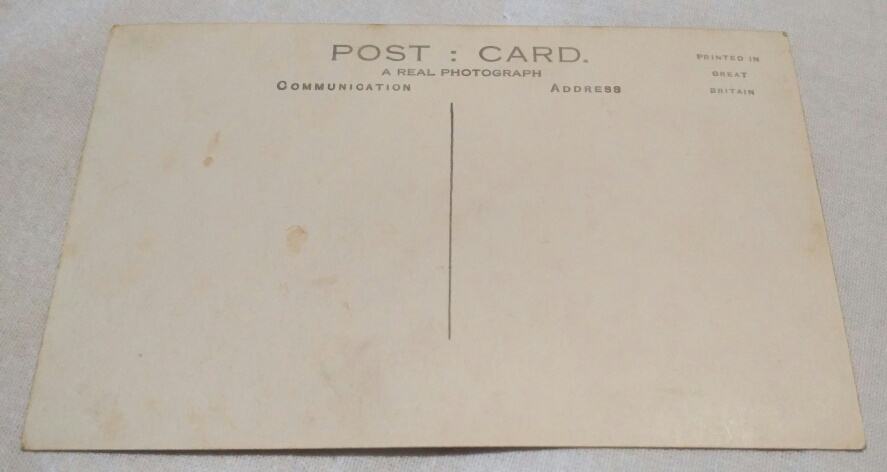 POST : CARD.
A REAL PHOTOGRAPH
COMMUNICATION
ADDRESS
PRINTED IN
GREAT
BRITAIN